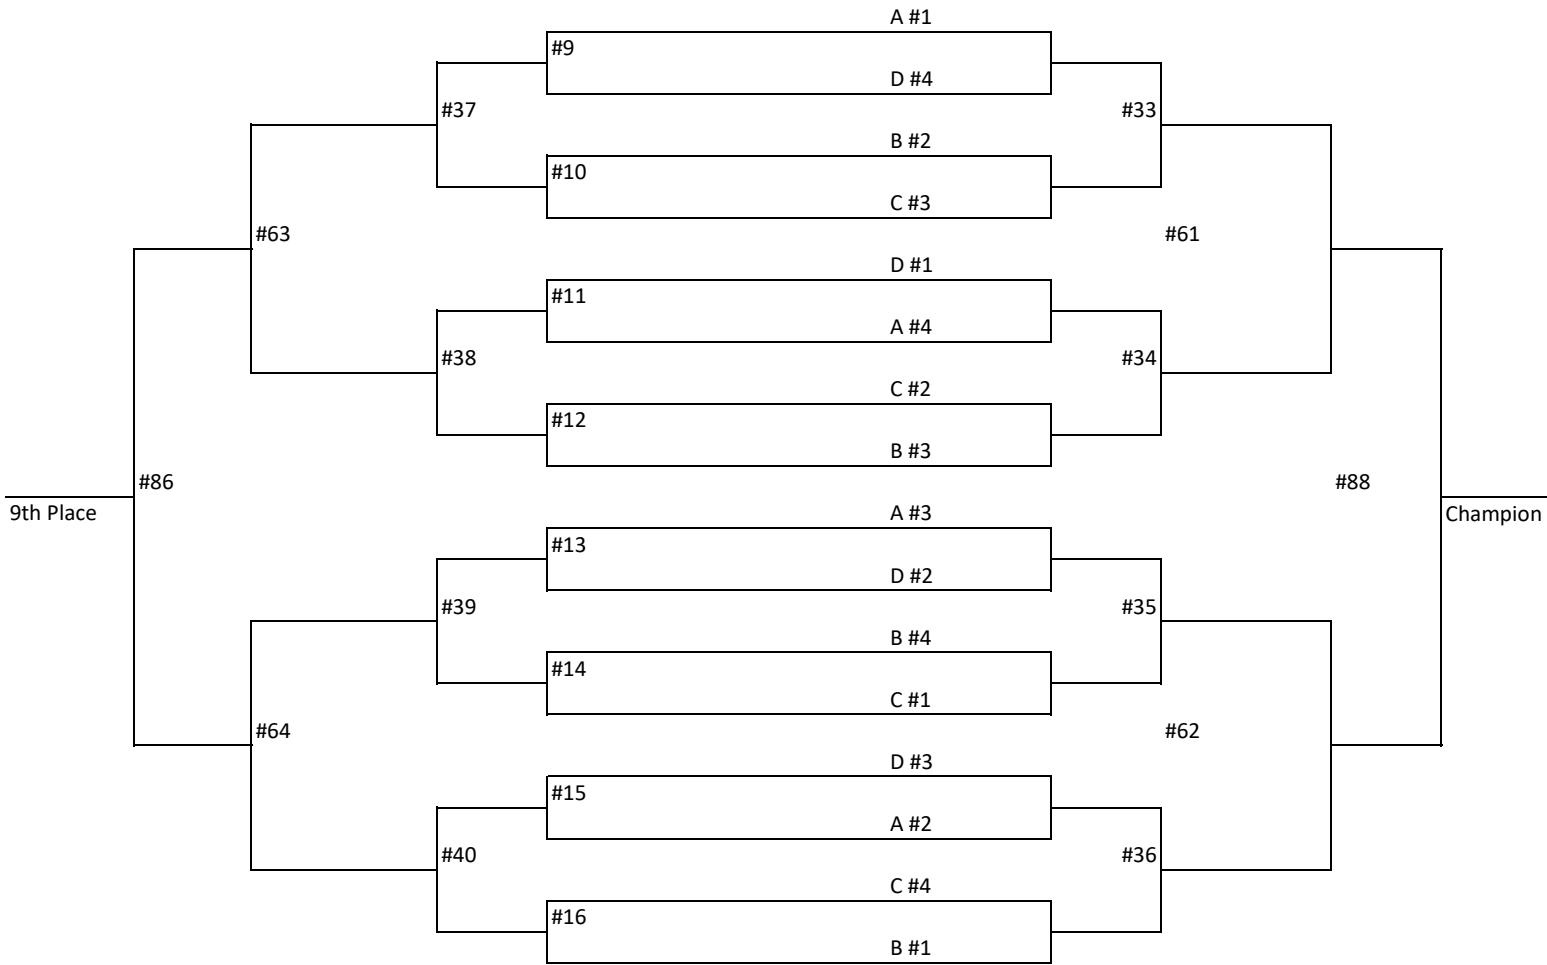 A #1
#9
D #4
#37
#33
B #2
#10
C #3
#63
#61
D #1
#11
A #4
#38
#34
C #2
#12
B #3
#86
#88
9th Place
A #3
Champion
#13
D #2
#39
#35
B #4
#14
C #1
#64
#62
D #3
#15
A #2
#40
#36
C #4
#16
B #1